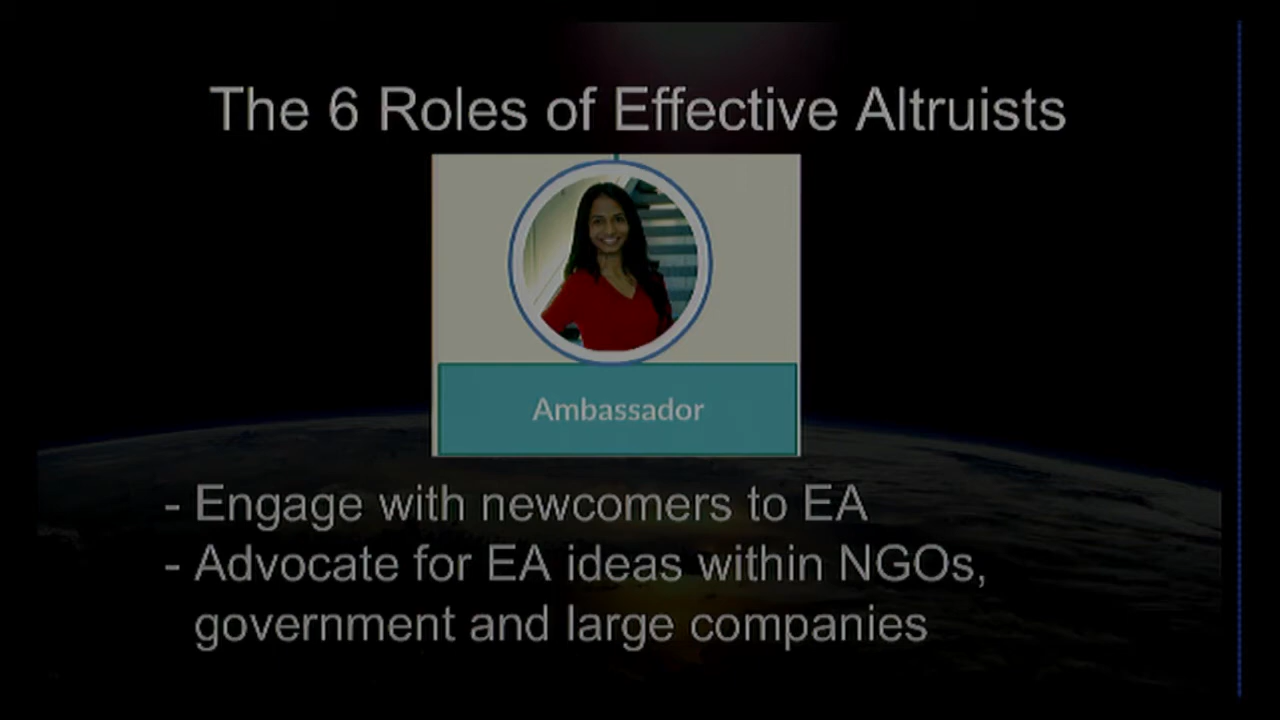 The 6 Roles of Effective Altruists
Ambassador
- Engage with newcomers to EA
- Advocate for EA ideas within NGOs,
government and large companies